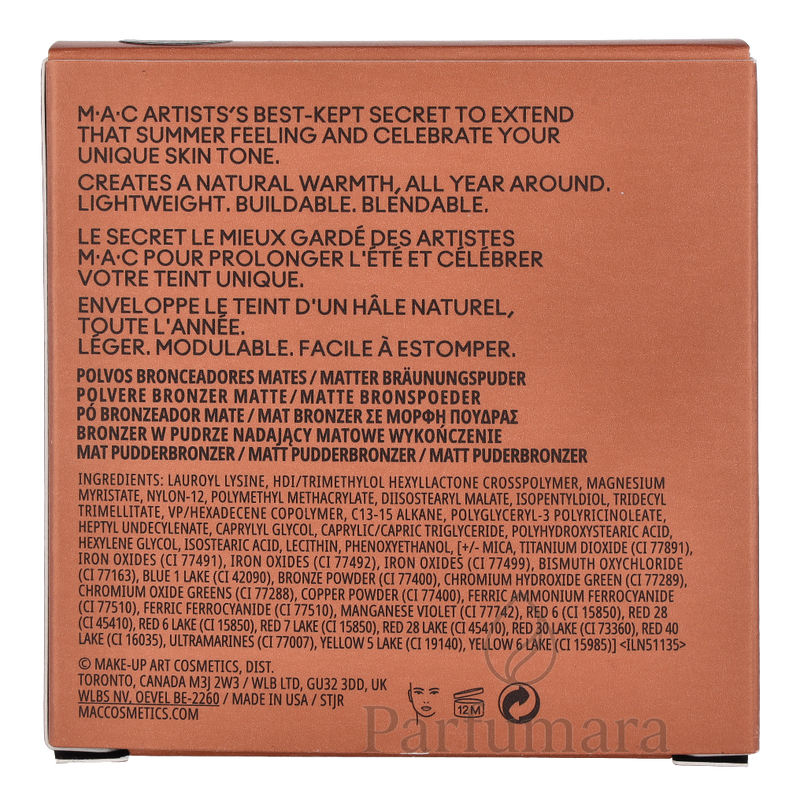 M·A·C ARTISTS'S BEST-KEPT SECRET TO EXTEND
THAT SUMMER FEELING AND CELEBRATE YOUR
UNIQUE SKIN TONE.
CREATES A NATURAL WARMTH, ALL YEAR AROUND.
LIGHTWEIGHT. BUILDABLE. BLENDABLE.
LE SECRET LE MIEUX GARDÉ DES ARTISTES
M·A·C POUR PROLONGER L'ÉTÉ ET CÉLÉBRER
VOTRE TEINT UNIQUE.
ENVELOPPE LE TEINT D'UN HÂLE NATUREL,
TOUTE L'ANNÉE.
LÉGER. MODULABLE. FACILE À ESTOMPER.
POLVOS BRONCEADORES MATES / MATTER BRÄUNUNGSPUDER
POLVERE BRONZER MATTE / MATTE BRONSPOEDER
PÓ BRONZEADOR MATE / MAT BRONZER ΣΕ ΜΟΡΦΗ ΠΟΥΔΡΑΣ
BRONZER W PUDRZE NADAJĄCY MATOWE WYKOŃCZENIE
MAT PUDDERBRONZER / MATT PUDDERBRONZER / MATT PUDERBRONZER
INGREDIENTS: LAUROYL LYSINE, HDI/TRIMETHYLOL HEXYLLACTONE CROSSPOLYMER, MAGNESIUM
MYRISTATE, NYLON-12, POLYMETHYL METHACRYLATE, DIISOSTEARYL MALATE, ISOPENTYLDIOL, TRIDECYL
TRIMELLITATE, VP/HEXADECENE COPOLYMER, C13-15 ALKANE, POLYGLYCERYL-3 POLYRICINOLEATE,
HEPTYL UNDECYLENATE, CAPRYLYL GLYCOL, CAPRYLIC/CAPRIC TRIGLYCERIDE, POLYHYDROXYSTEARIC ACID,
HEXYLENE GLYCOL, ISOSTEARIC ACID, LECITHIN, PHENOXYETHANOL, [+/- MICA, TITANIUM DIOXIDE (CI 77891),
IRON OXIDES (CI 77491), IRON OXIDES (CI 77492), IRON OXIDES (CI 77499), BISMUTH OXYCHLORIDE
(CI 77163), BLUE 1 LAKE (CI 42090), BRONZE POWDER (CI 77400), CHROMIUM HYDROXIDE GREEN (CI 77289),
CHROMIUM OXIDE GREENS (CI 77288), COPPER POWDER (CI 77400), FERRIC AMMONIUM FERROCYANIDE
(CI 77510), FERRIC FERROCYANIDE (CI 77510), MANGANESE VIOLET (CI 77742), RED 6 (CI 15850), RED 28
(CI 45410), RED 6 LAKE (CI 15850), RED 7 LAKE (CI 15850), RED 28 LAKE (CI 45410), RED 30 LAKE (CI 73360), RED 40
LAKE (CI 16035), ULTRAMARINES (CI 77007), YELLOW 5 LAKE (CI 19140), YELLOW 6 LAKE (CI 15985)] <ILN51135>
© MAKE-UP ART COSMETICS, DIST.
TORONTO, CANADA M3J 2W3 / WLB LTD, GU32 3DD, UK
WLBS NV, OEVEL BE-2260 / MADE IN USA / STJR
MACCOSMETICS.COM
12 M
Parfumara